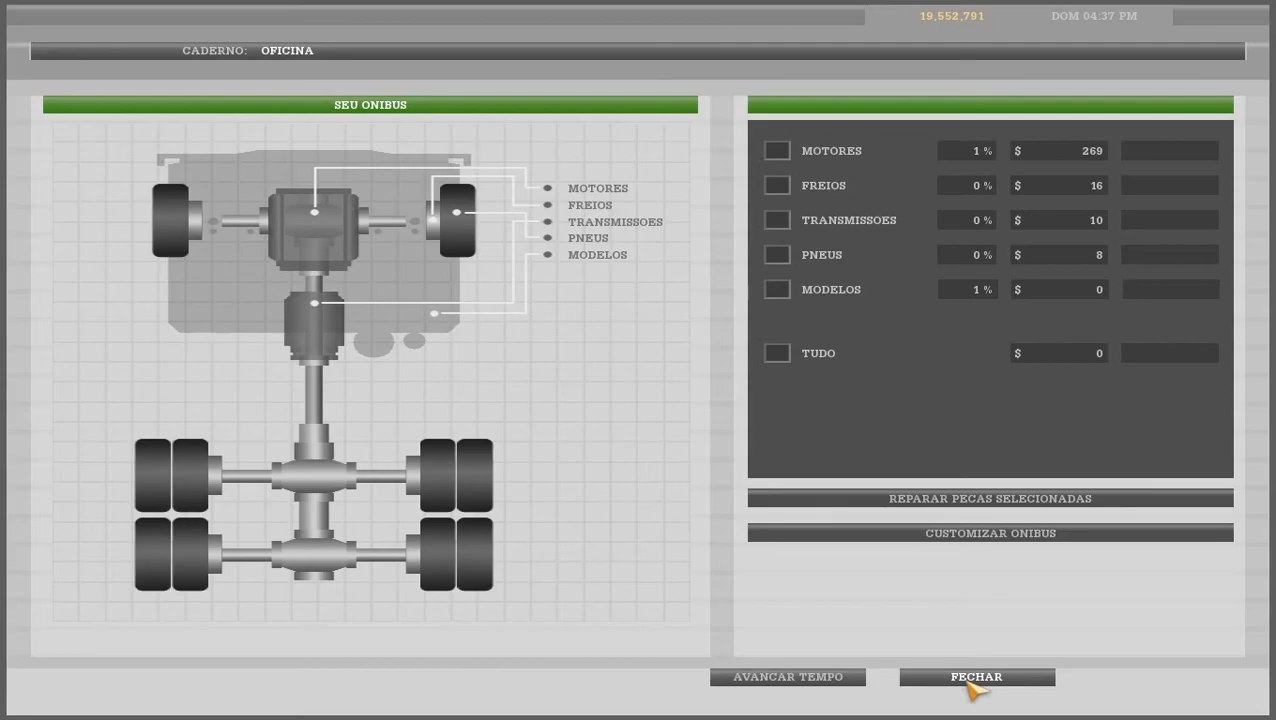 19,552,791 DOM 04:37 PM
CADERNO: OFICINA
SEU ONIBUS
MOTORES
FREIOS
TRANSMISSOES
PNEUS
MODELOS
MOTORES 1 % $ 269
FREIOS 0 % $ 16
TRANSMISSOES 0 % $ 10
PNEUS 0 % $ 8
MODELOS 1 % $ 0
TUDO $ 0
REPARAR PECAS SELECIONADAS
CUSTOMIZAR ONIBUS
AVANCAR TEMPO FECHAR